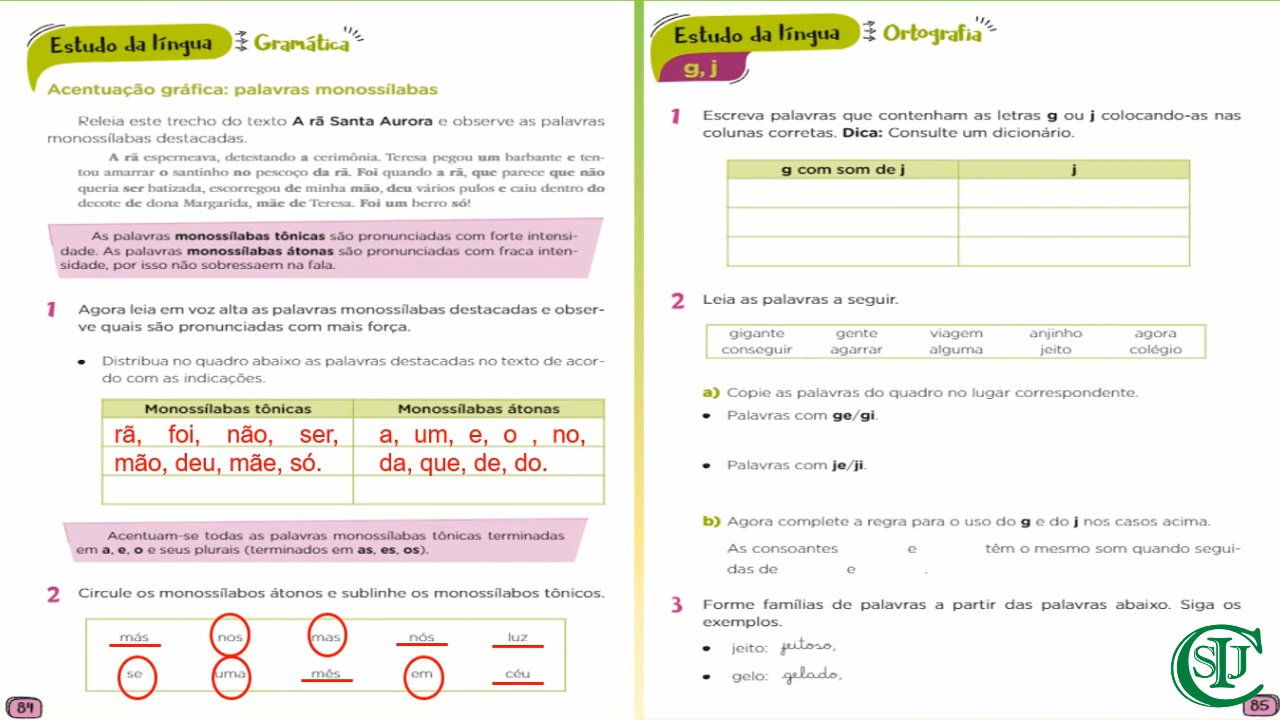 Estudo da língua Gramática
Acentuação gráfica: palavras monossílabas
Releia este trecho do texto A rã Santa Aurora e observe as palavras
monossílabas destacadas.
A rã esperneava, detestando a cerimônia. Teresa pegou um barbante e ten-
tou amarrar o santinho no pescoço da rã. Foi quando a rã, que parece que não
queria ser batizada, escorregou de minha mão, deu vários pulos e caiu dentro do
decote de dona Margarida, mãe de Teresa. Foi um berro só!
As palavras monossílabas tônicas são pronunciadas com forte intensi-
dade. As palavras monossílabas átonas são pronunciadas com fraca inten-
sidade, por isso não sobressaem na fala.
1 Agora leia em voz alta as palavras monossílabas destacadas e obser-
ve quais são pronunciadas com mais força.
• Distribua no quadro abaixo as palavras destacadas no texto de acor-
do com as indicações.
Monossílabas tônicas Monossílabas átonas
rã, foi, não, ser, a, um, e, o , no,
mão, deu, mãe, só. da, que, de, do.
Acentuam-se todas as palavras monossílabas tônicas terminadas
em a, e, o e seus plurais (terminados em as, es, os).
2 Circule os monossílabos átonos e sublinhe os monossílabos tônicos.
más nos mas nós luz
se uma mês em céu
84
Estudo da língua Ortografia
g, j
1 Escreva palavras que contenham as letras g ou j colocando-as nas
colunas corretas. Dica: Consulte um dicionário.
g com som de j j
2 Leia as palavras a seguir.
gigante gente viagem anjinho agora
conseguir agarrar alguma jeito colégio
a) Copie as palavras do quadro no lugar correspondente.
• Palavras com ge/gi.
• Palavras com je/ji.
b) Agora complete a regra para o uso do g e do j nos casos acima.
As consoantes e têm o mesmo som quando segui-
das de e .
3 Forme famílias de palavras a partir das palavras abaixo. Siga os
exemplos.
• jeito: jeitoso,
• gelo: gelado,
CSIJ
85